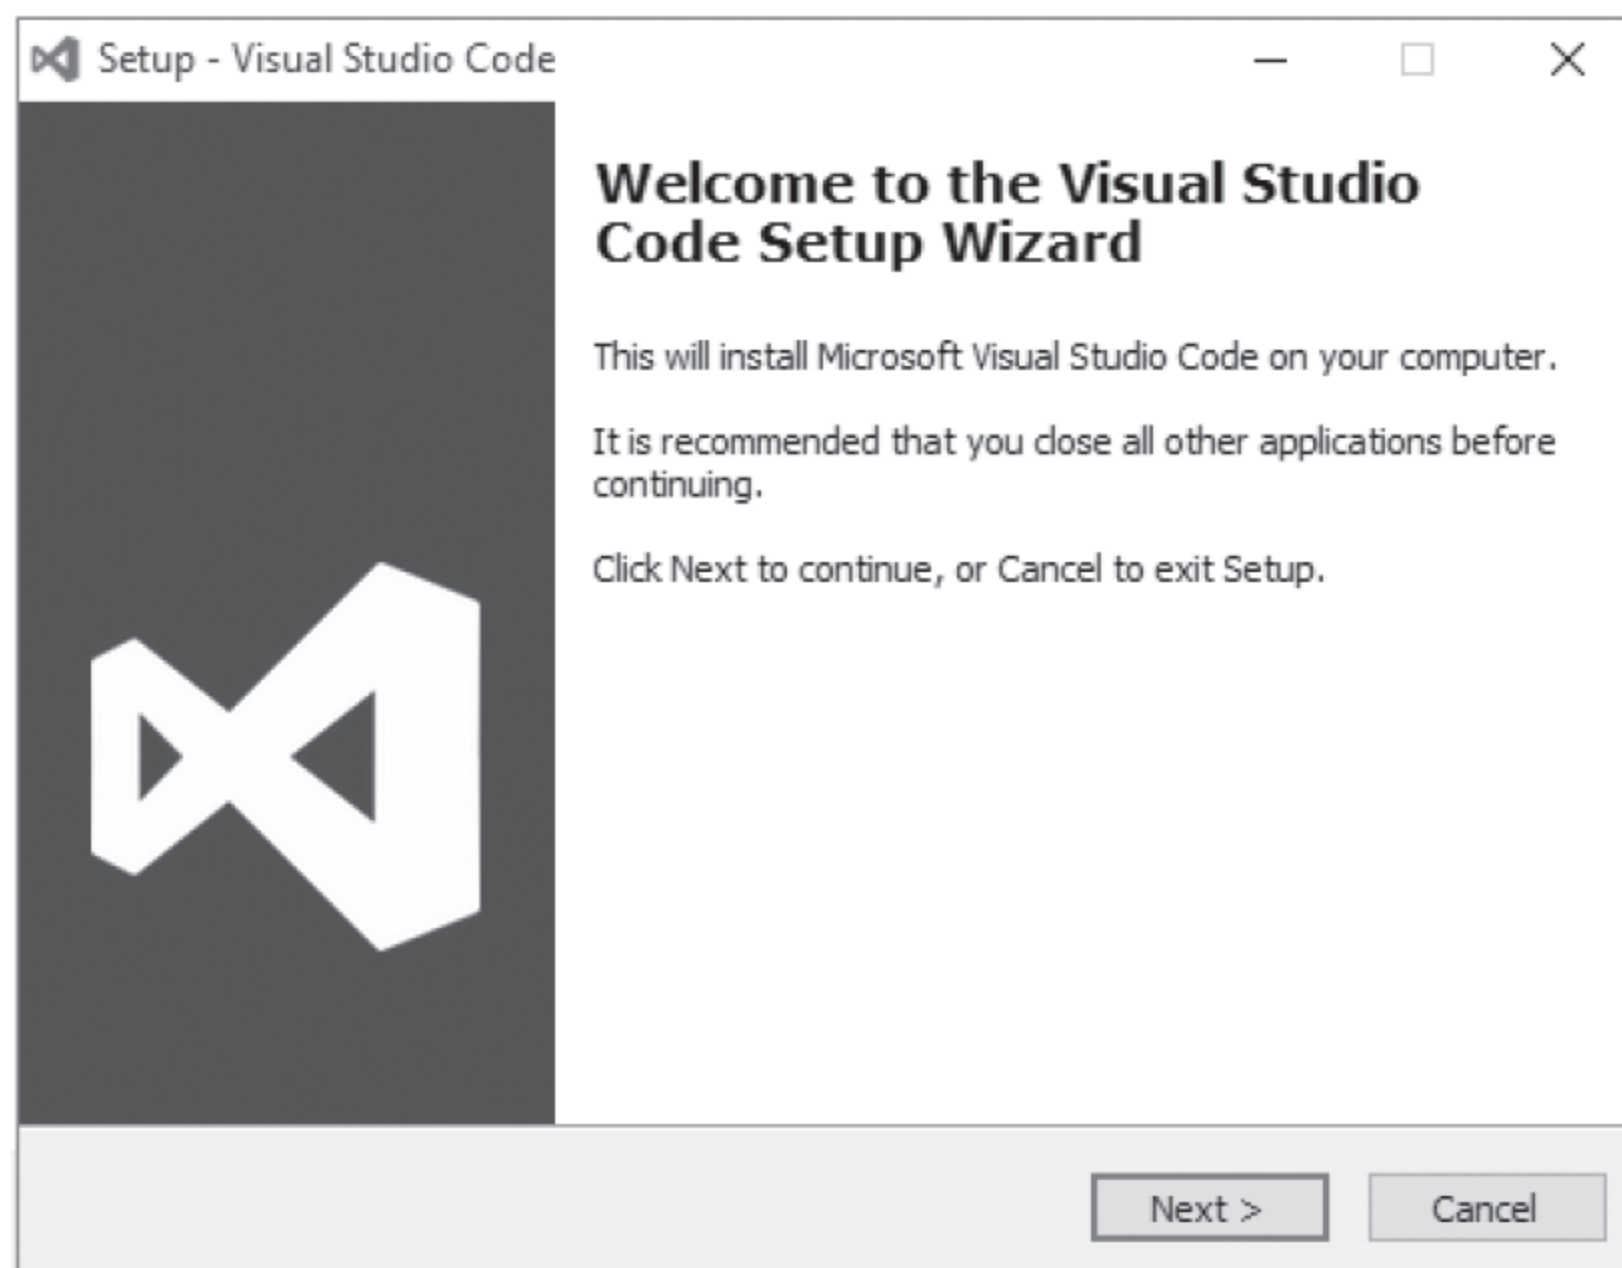 Setup - Visual Studio Code
Welcome to the Visual Studio
Code Setup Wizard
This will install Microsoft Visual Studio Code on your computer.
It is recommended that you close all other applications before
continuing.
Click Next to continue, or Cancel to exit Setup.
Next >
Cancel